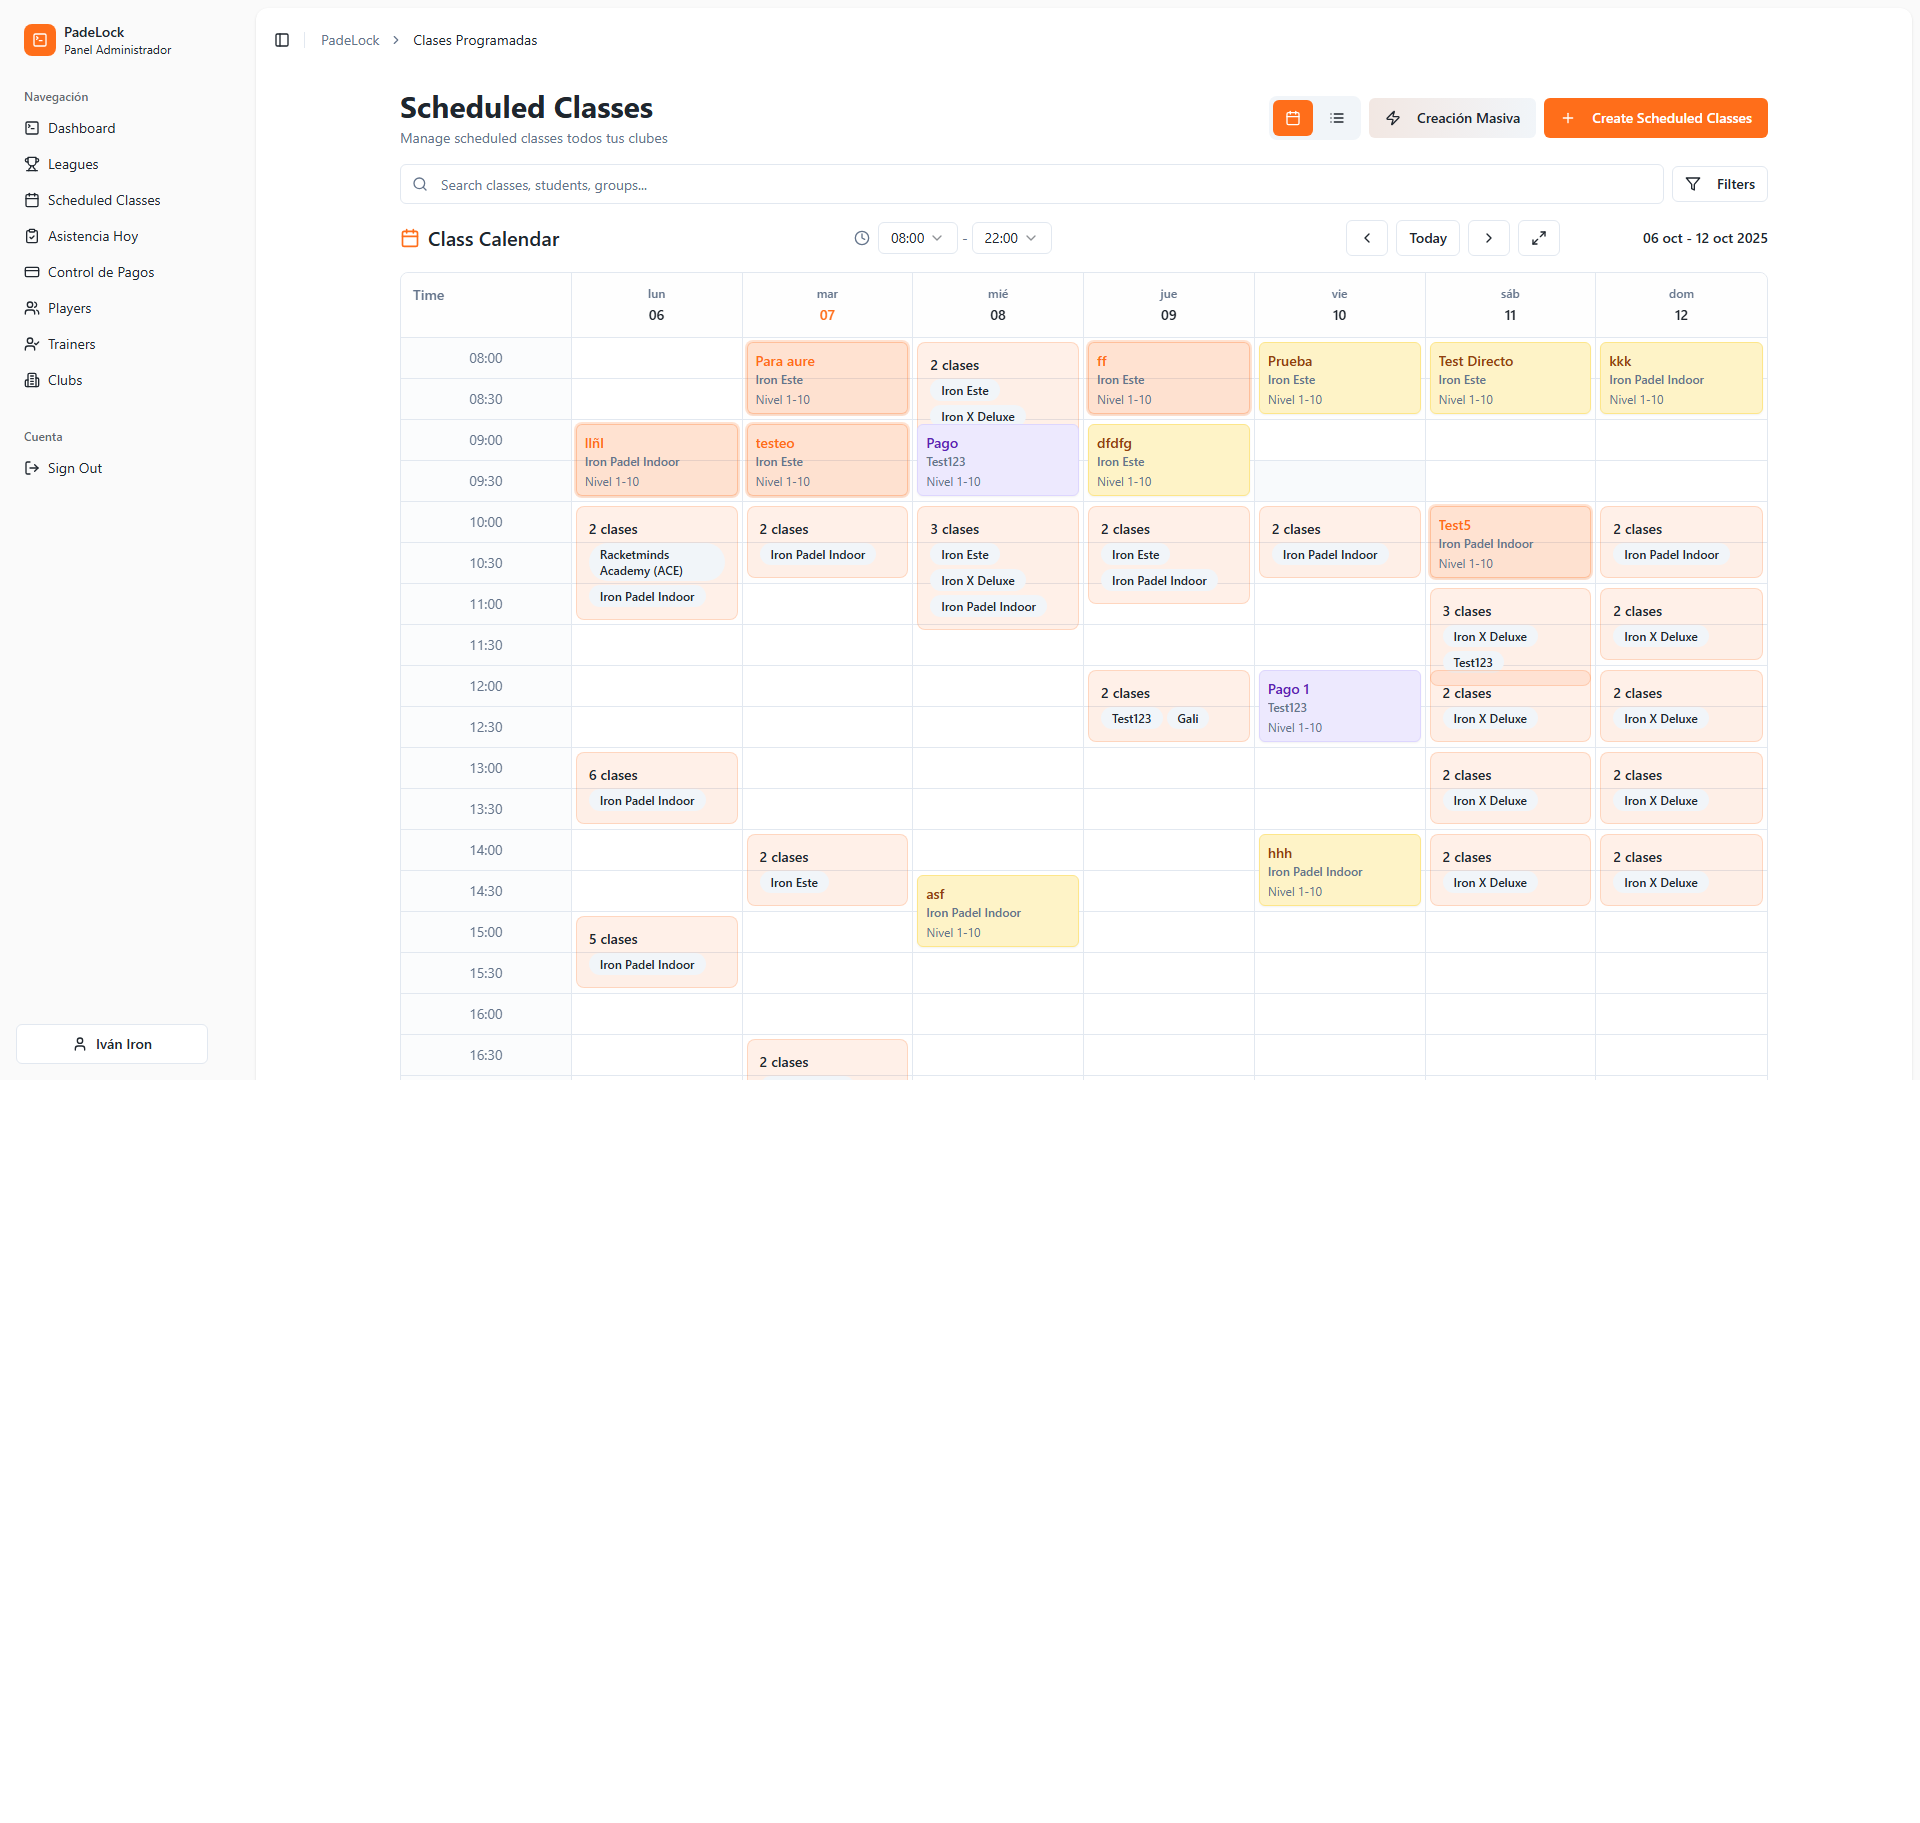 PadeLock
Panel Administrador
Navegación
Dashboard
Leagues
Scheduled Classes
Asistencia Hoy
Control de Pagos
Players
Trainers
Clubs
Cuenta
Sign Out
Iván Iron
PadeLock > Clases Programadas
Scheduled Classes
Manage scheduled classes todos tus clubes
Creación Masiva
Create Scheduled Classes
Search classes, students, groups...
Filters
Class Calendar
08:00 - 22:00
Today
06 oct - 12 oct 2025
Time
lun
06
mar
07
mié
08
jue
09
vie
10
sáb
11
dom
12
08:00
08:30
09:00
09:30
10:00
10:30
11:00
11:30
12:00
12:30
13:00
13:30
14:00
14:30
15:00
15:30
16:00
16:30
llñl
Iron Padel Indoor
Nivel 1-10
2 clases
Racketminds
Academy (ACE)
Iron Padel Indoor
6 clases
Iron Padel Indoor
5 clases
Iron Padel Indoor
Para aure
Iron Este
Nivel 1-10
testeo
Iron Este
Nivel 1-10
2 clases
Iron Padel Indoor
2 clases
Iron Este
2 clases
2 clases
Iron Este
Iron X Deluxe
Pago
Test123
Nivel 1-10
3 clases
Iron Este
Iron X Deluxe
Iron Padel Indoor
asf
Iron Padel Indoor
Nivel 1-10
ff
Iron Este
Nivel 1-10
dfdfg
Iron Este
Nivel 1-10
2 clases
Iron Este
Iron Padel Indoor
2 clases
Test123 Gali
Prueba
Iron Este
Nivel 1-10
2 clases
Iron Padel Indoor
Pago 1
Test123
Nivel 1-10
hhh
Iron Padel Indoor
Nivel 1-10
Test Directo
Iron Este
Nivel 1-10
Test5
Iron Padel Indoor
Nivel 1-10
3 clases
Iron X Deluxe
Test123
2 clases
Iron X Deluxe
2 clases
Iron X Deluxe
2 clases
Iron X Deluxe
kkk
Iron Padel Indoor
Nivel 1-10
2 clases
Iron Padel Indoor
2 clases
Iron X Deluxe
2 clases
Iron X Deluxe
2 clases
Iron X Deluxe
2 clases
Iron X Deluxe